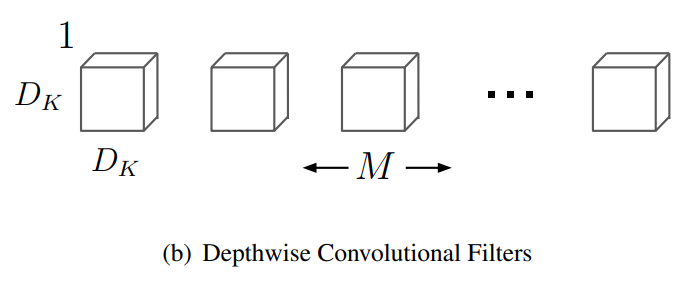 1
D_K
D_K
M
...
(b) Depthwise Convolutional Filters